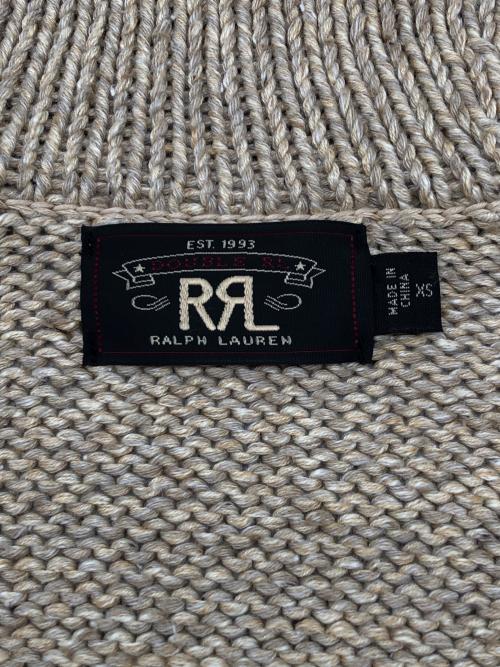 EST. 1993
DOUBLE RL
RRL
RALPH LAUREN
MADE IN
CHINA
XS